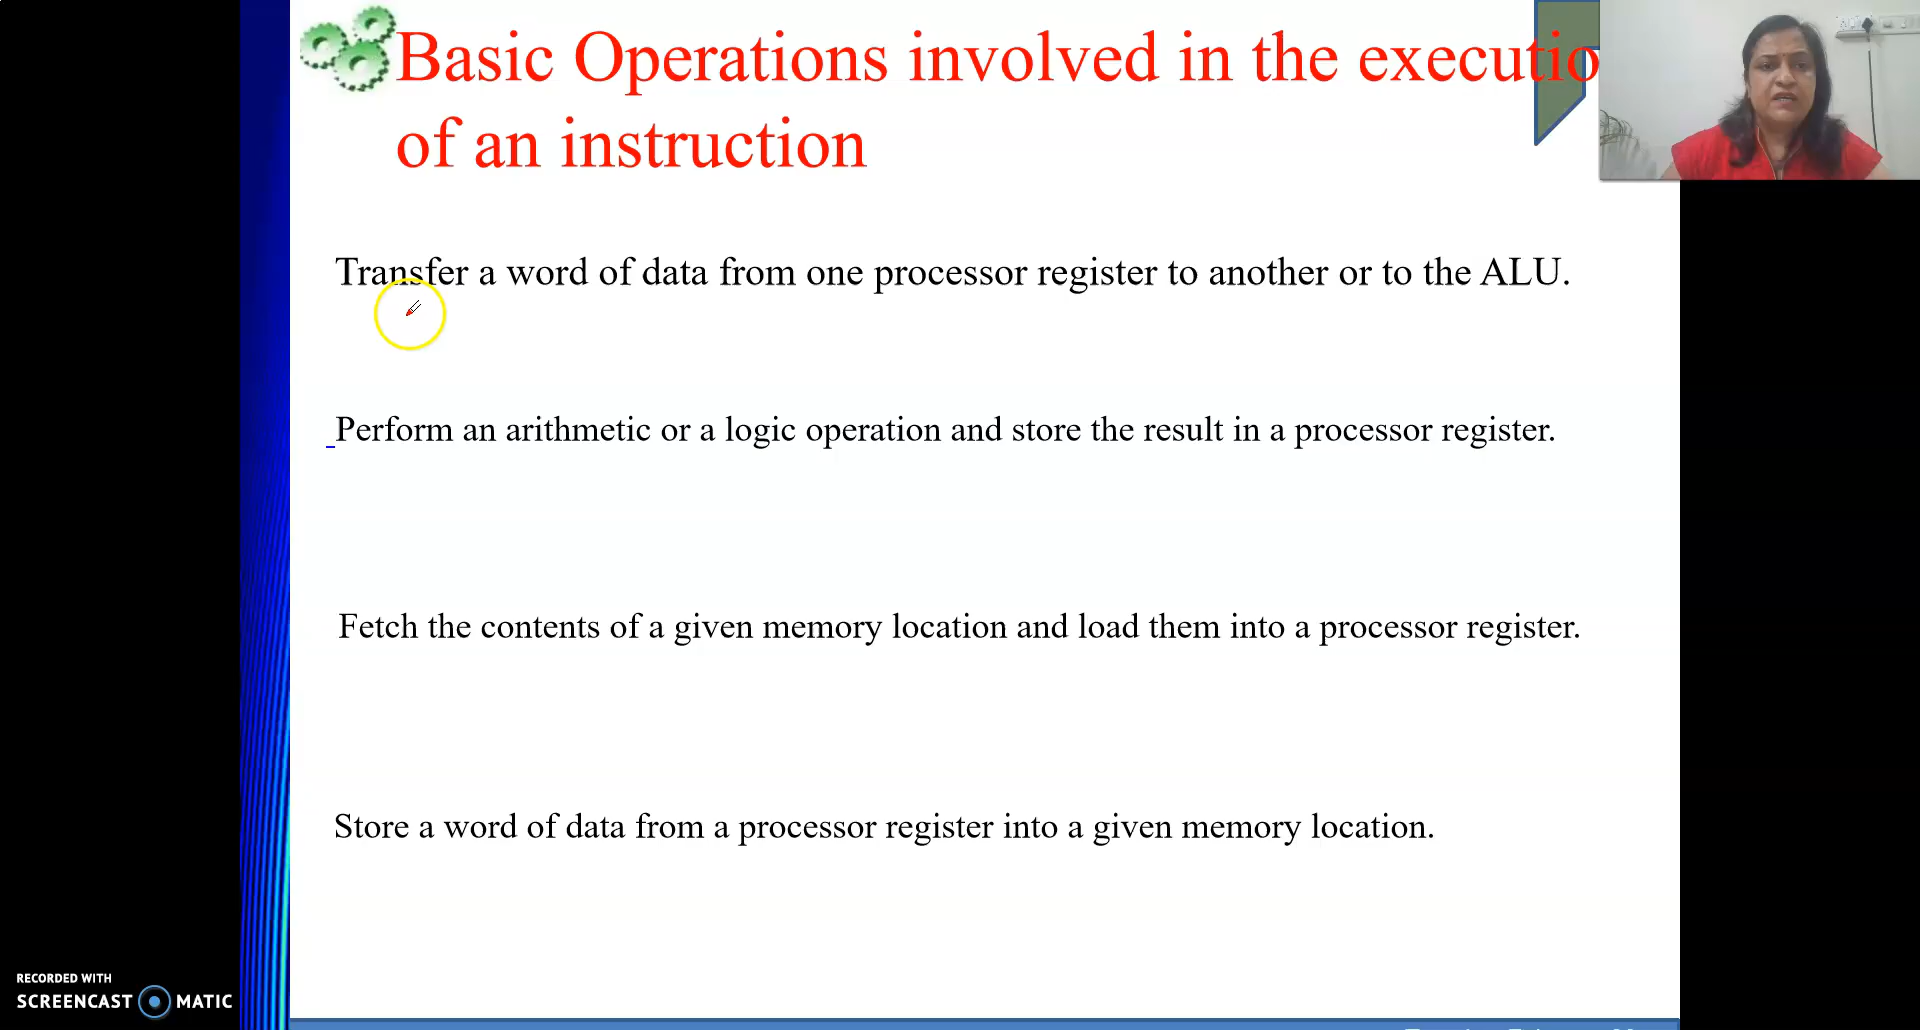 Basic Operations involved in the executio
of an instruction
Transfer a word of data from one processor register to another or to the ALU.
Perform an arithmetic or a logic operation and store the result in a processor register.
Fetch the contents of a given memory location and load them into a processor register.
Store a word of data from a processor register into a given memory location.
RECORDED WITH
SCREENCAST MATIC